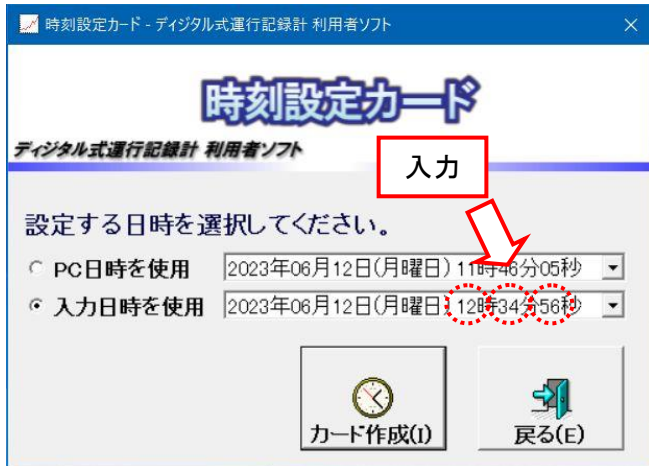 時刻設定カード - ディジタル式運行記録計 利用者ソフト
時刻設定カード
ディジタル式運行記録計 利用者ソフト
入力
設定する日時を選択してください。
PC日時を使用 2023年06月12日(月曜日) 11時46分05秒
入力日時を使用 2023年06月12日(月曜日) 12時34分56秒
カード作成(I) 戻る(E)